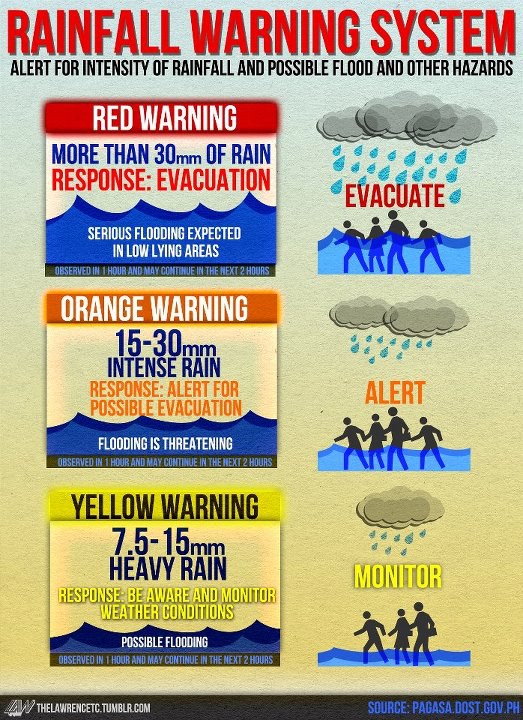 RAINFALL WARNING SYSTEM
ALERT FOR INTENSITY OF RAINFALL AND POSSIBLE FLOOD AND OTHER HAZARDS
RED WARNING
MORE THAN 30mm OF RAIN
RESPONSE: EVACUATION
SERIOUS FLOODING EXPECTED
IN LOW LYING AREAS
OBSERVED IN 1 HOUR AND MAY CONTINUE IN THE NEXT 2 HOURS
EVACUATE
ORANGE WARNING
15-30mm
INTENSE RAIN
RESPONSE: ALERT FOR
POSSIBLE EVACUATION
FLOODING IS THREATENING
OBSERVED IN 1 HOUR AND MAY CONTINUE IN THE NEXT 2 HOURS
ALERT
YELLOW WARNING
7.5-15mm
HEAVY RAIN
RESPONSE: BE AWARE AND MONITOR
WEATHER CONDITIONS
POSSIBLE FLOODING
OBSERVED IN 1 HOUR AND MAY CONTINUE IN THE NEXT 2 HOURS
MONITOR
THELAWRENCETC.TUMBLR.COM
SOURCE: PAGASA.DOST.GOV.PH